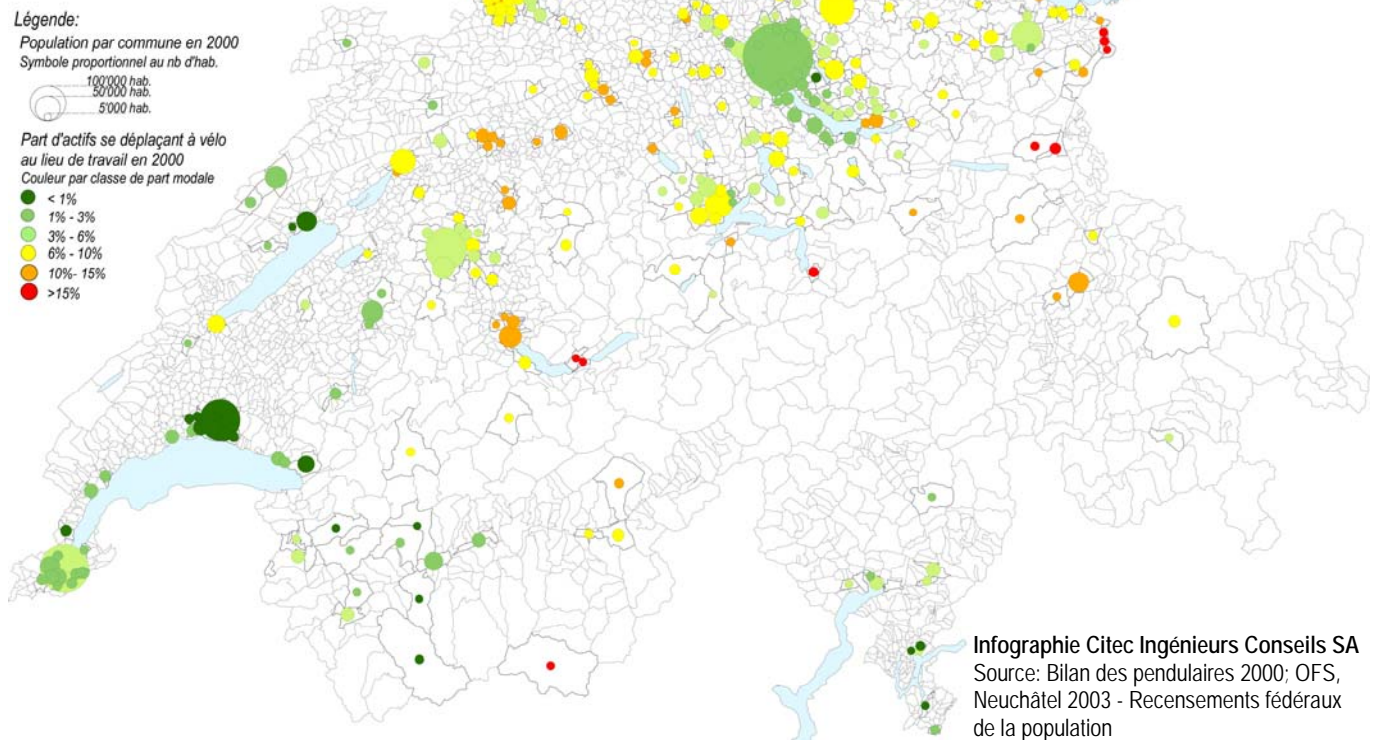 Légende:
Population par commune en 2000
Symbole proportionnel au nb d'hab.
100'000 hab.
50'000 hab.
5'000 hab.
Part d'actifs se déplaçant à vélo
au lieu de travail en 2000
Couleur par classe de part modale
< 1%
1% - 3%
3% - 6%
6% - 10%
10%- 15%
>15%
Infographie Citec Ingénieurs Conseils SA
Source: Bilan des pendulaires 2000; OFS,
Neuchâtel 2003 - Recensements fédéraux
de la population